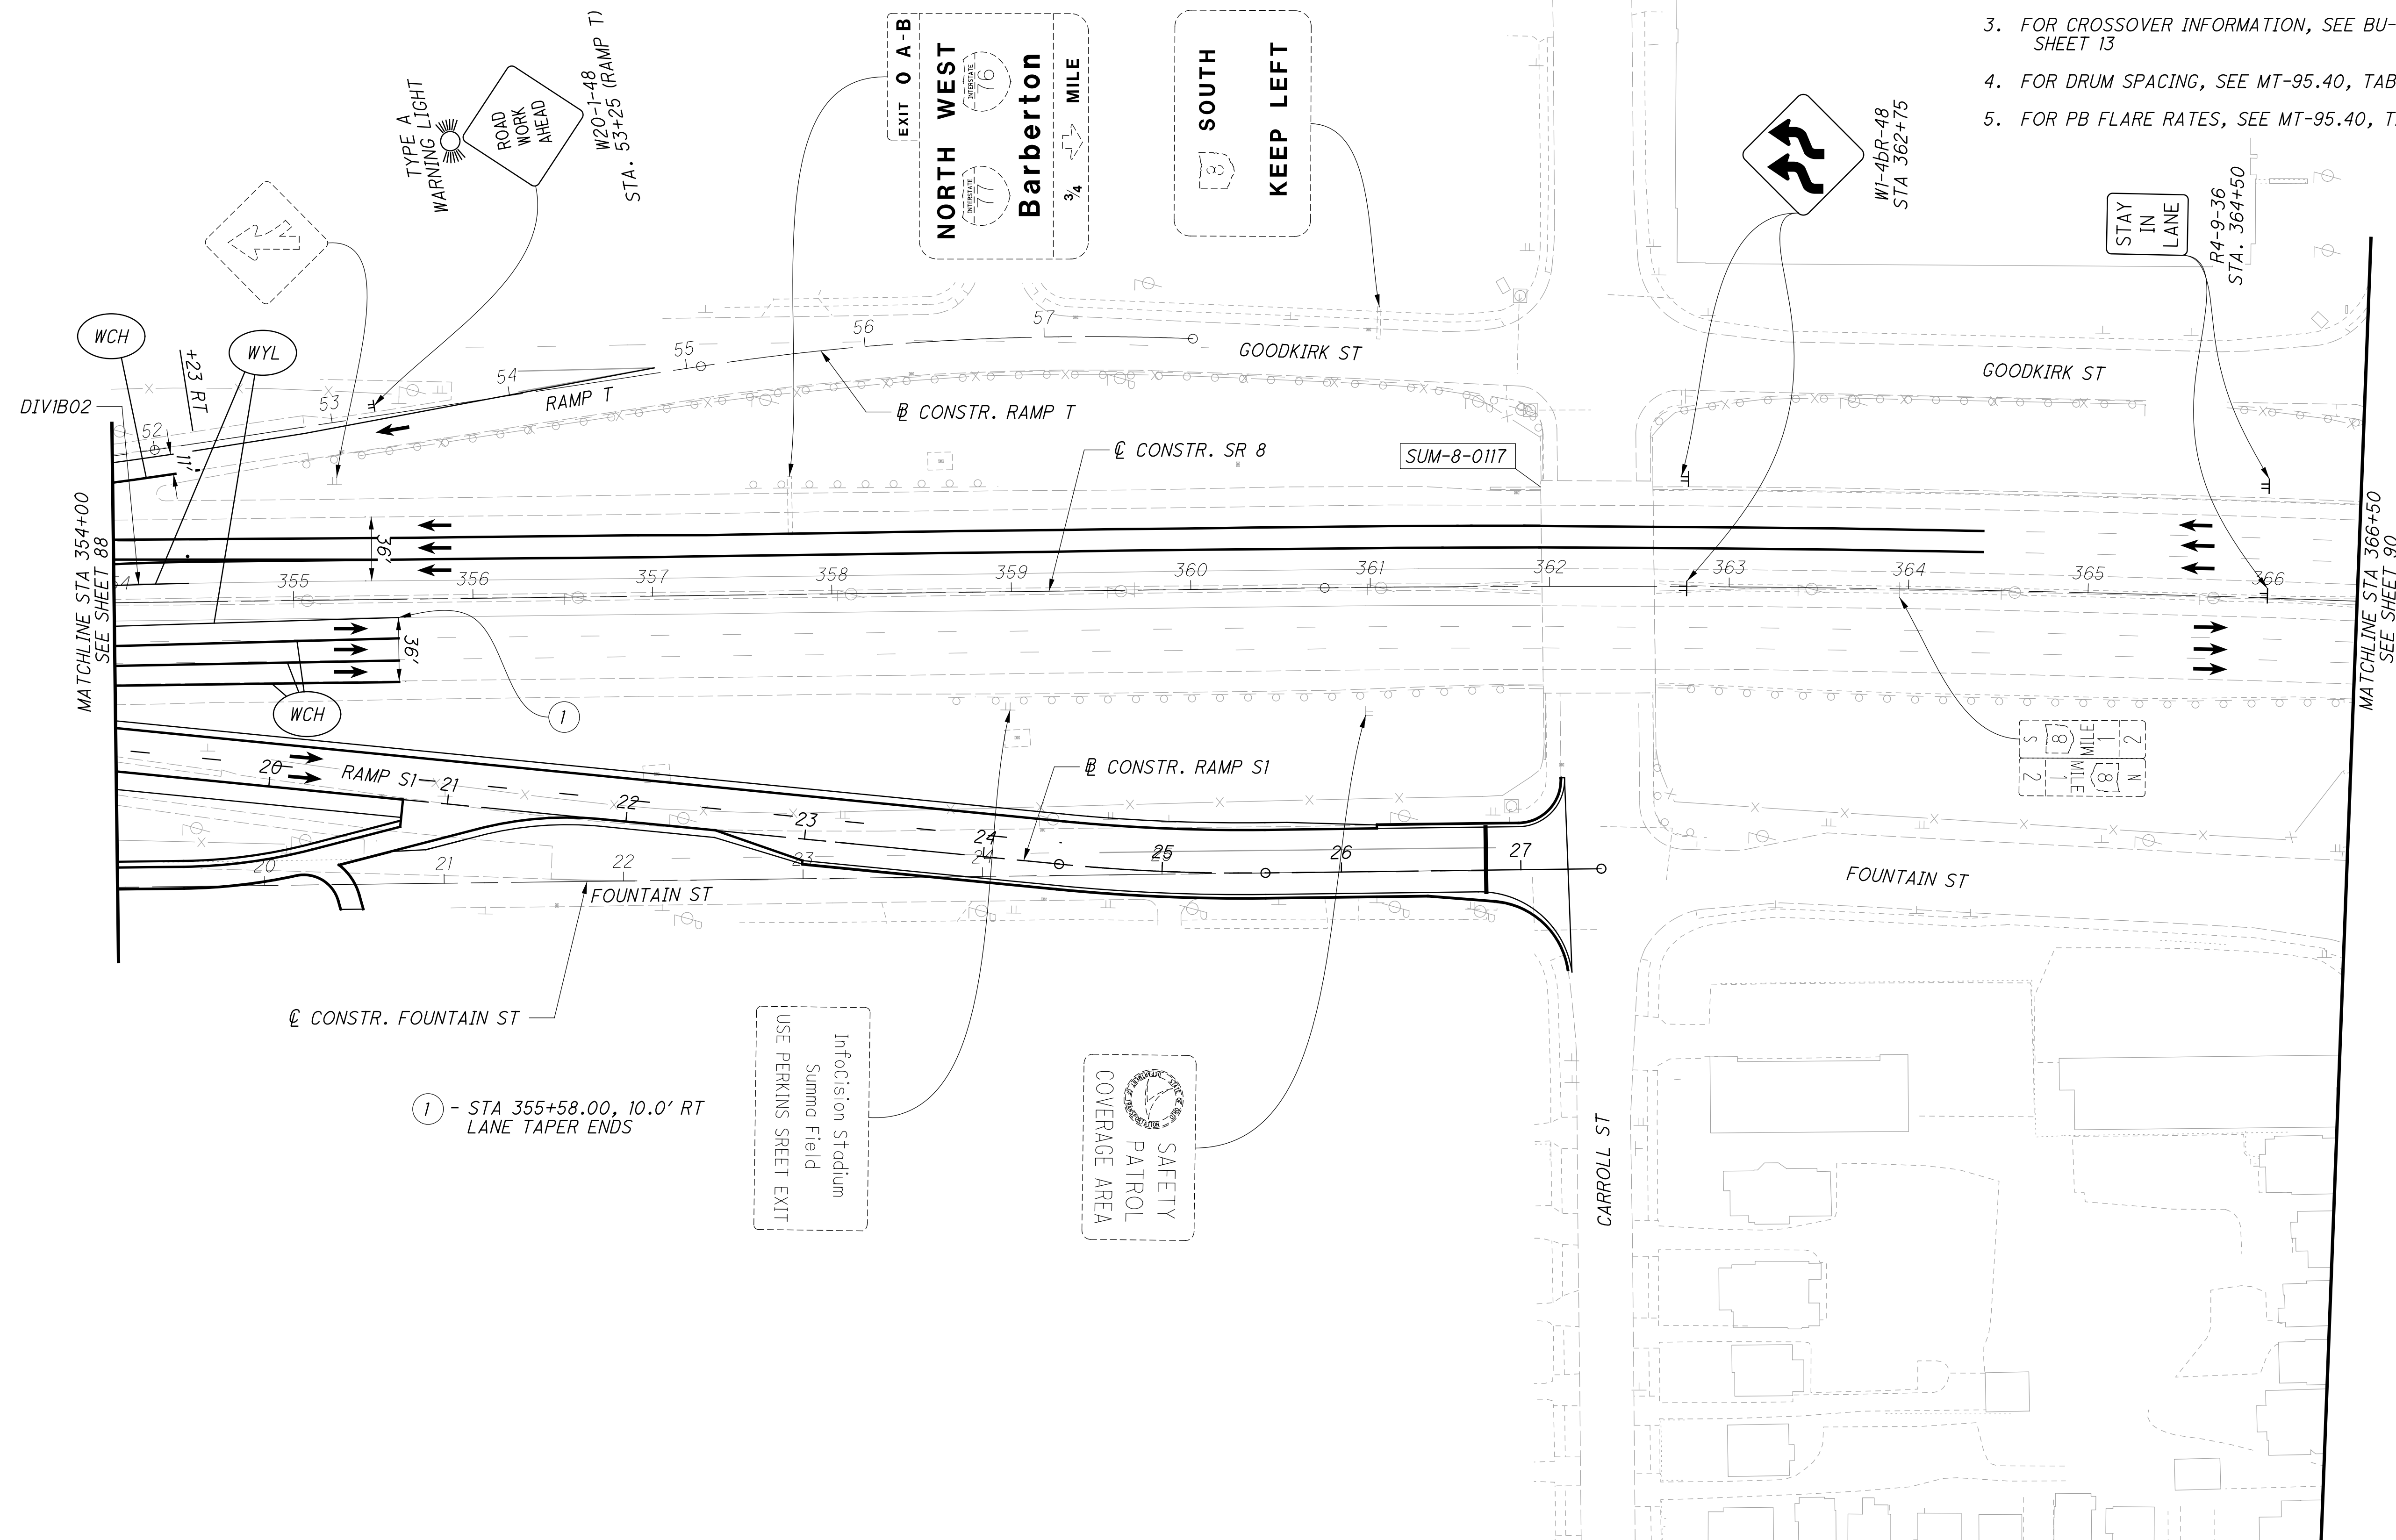 3. FOR CROSSOVER INFORMATION, SEE BU-
SHEET 13
4. FOR DRUM SPACING, SEE MT-95.40, TAB
5. FOR PB FLARE RATES, SEE MT-95.40, T
TYPE A
WARNING LIGHT
ROAD
WORK
AHEAD
W20-1-48
STA. 53+25 (RAMP T)
EXIT 0 A-B
NORTH WEST
INTERSTATE
77
INTERSTATE
76
Barberton
3/4 MILE
SOUTH
8
KEEP LEFT
W1-4bR-48
STA 362+75
STAY
IN
LANE
R4-9-36
STA. 364+50
WCH
+23 RT
WYL
DIV1B02
11'
52
53
54
55
56
57
RAMP T
GOODKIRK ST
GOODKIRK ST
℄ CONSTR. RAMP T
℄ CONSTR. SR 8
SUM-8-0117
MATCHLINE STA 354+00
SEE SHEET 88
MATCHLINE STA 366+50
SEE SHEET 90
36'
355
356
357
358
359
360
361
362
363
364
365
366
36'
WCH
1
S
8
MILE
1
2
N
8
MILE
1
2
20
RAMP S1
21
22
23
24
25
26
27
℄ CONSTR. RAMP S1
20
21
22
23
24
FOUNTAIN ST
FOUNTAIN ST
℄ CONSTR. FOUNTAIN ST
1 - STA 355+58.00, 10.0' RT
LANE TAPER ENDS
InfoCision Stadium
Summa Field
USE PERKINS SREET EXIT
SAFETY
PATROL
COVERAGE AREA
CARROLL ST